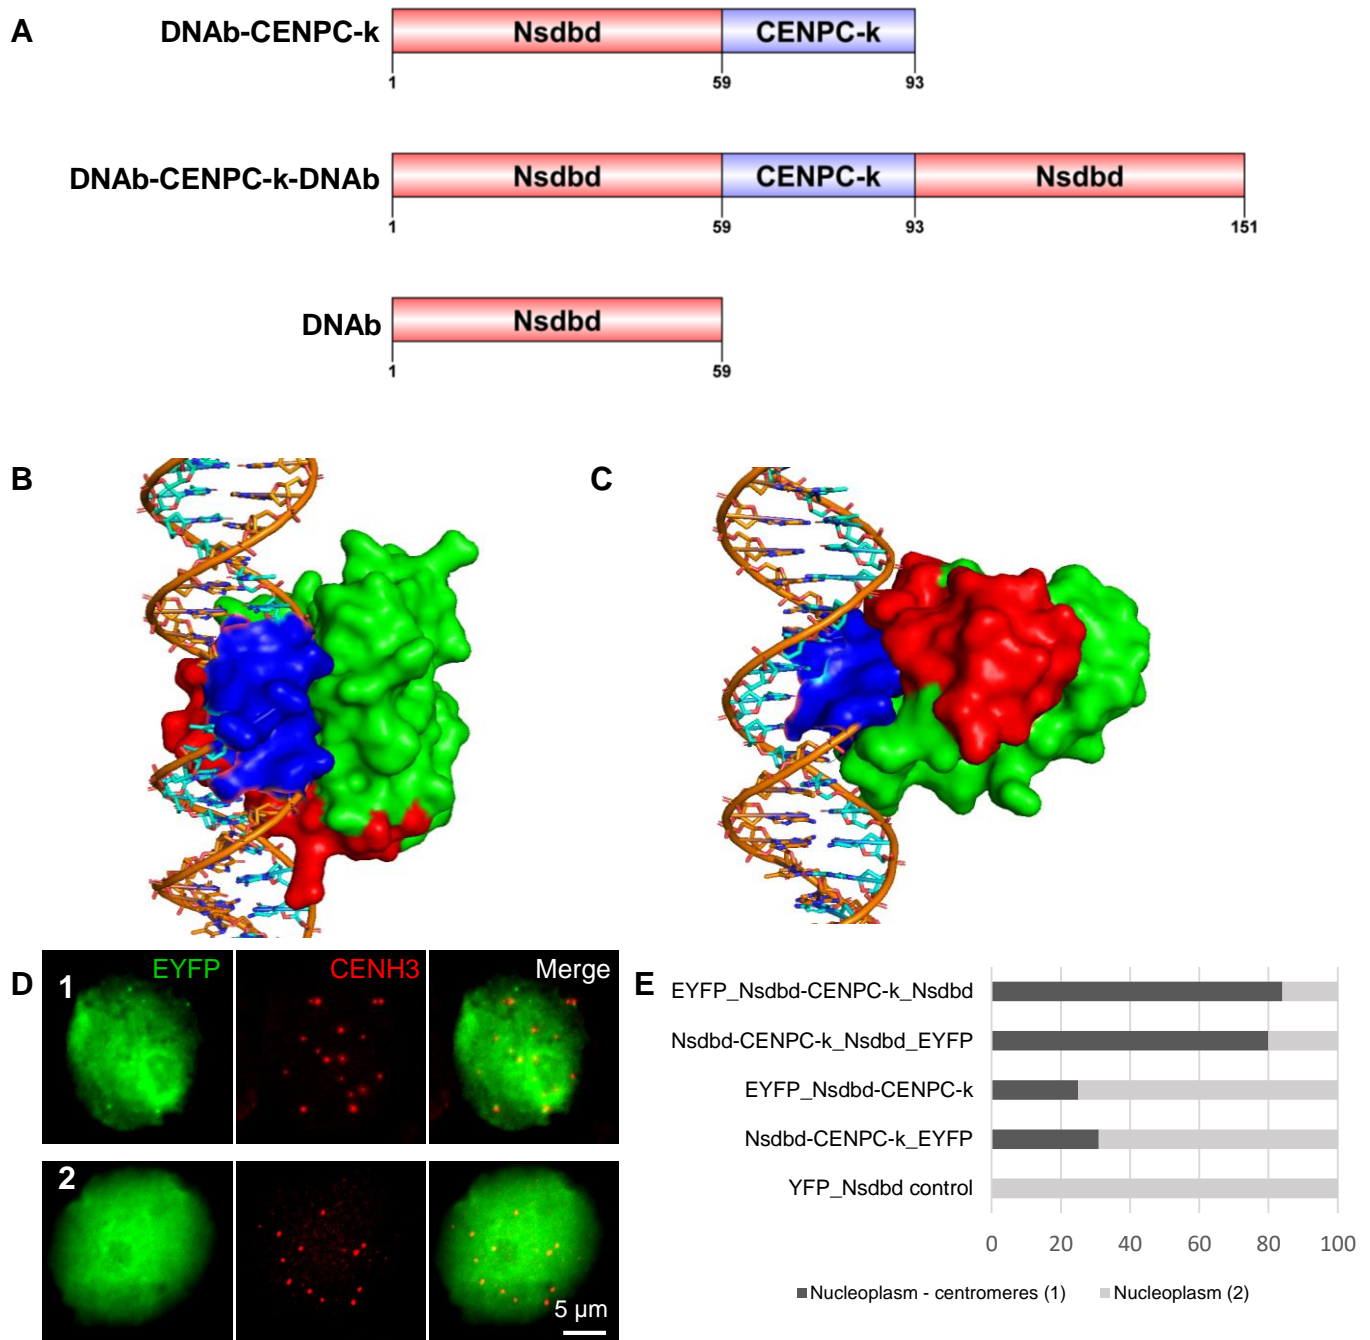 A
DNAb-CENPC-k
Nsdbd
CENPC-k
1
59
93
DNAb-CENPC-k-DNAb
Nsdbd
CENPC-k
Nsdbd
1
59
93
151
DNAb
Nsdbd
1
59
B
C
D
1
EYFP
CENH3
Merge
2
5 µm
E
EYFP_Nsdbd-CENPC-k_Nsdbd
Nsdbd-CENPC-k_Nsdbd_EYFP
EYFP_Nsdbd-CENPC-k
Nsdbd-CENPC-k_EYFP
YFP_Nsdbd control
0 20 40 60 80 100
Nucleoplasm - centromeres (1) Nucleoplasm (2)